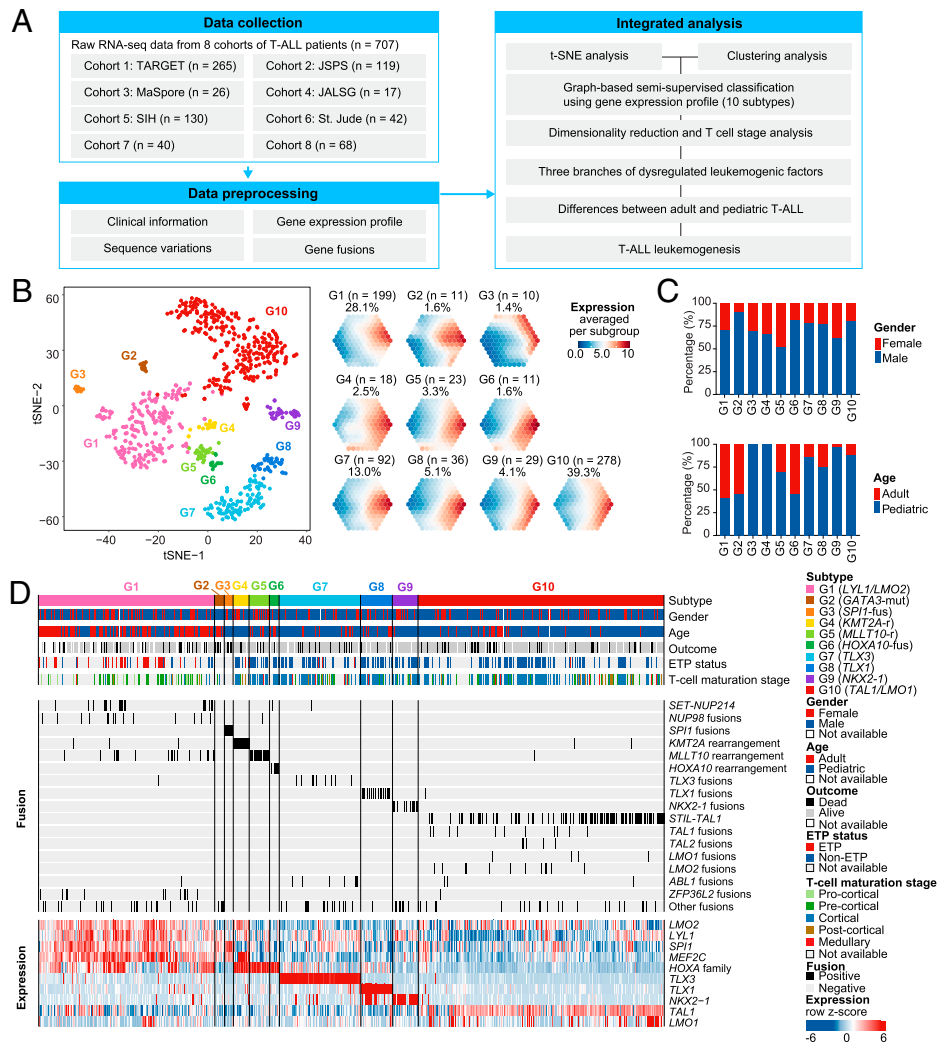 A
Data collection
Raw RNA-seq data from 8 cohorts of T-ALL patients (n = 707)
Cohort 1: TARGET (n = 265)
Cohort 2: JSPS (n = 119)
Cohort 3: MaSpore (n = 26)
Cohort 4: JALSG (n = 17)
Cohort 5: SIH (n = 130)
Cohort 6: St. Jude (n = 42)
Cohort 7 (n = 40)
Cohort 8 (n = 68)
Data preprocessing
Clinical information
Gene expression profile
Sequence variations
Gene fusions
Integrated analysis
t-SNE analysis
Clustering analysis
Graph-based semi-supervised classification
using gene expression profile (10 subtypes)
Dimensionality reduction and T cell stage analysis
Three branches of dysregulated leukemogenic factors
Differences between adult and pediatric T-ALL
T-ALL leukemogenesis
B
60
30
0
−30
−60
tSNE−2
−40
−20
0
20
40
tSNE−1
G10
G2
G3
G1
G4
G9
G5
G8
G6
G7
G1 (n = 199)
28.1%
G2 (n = 11)
1.6%
G3 (n = 10)
1.4%
Expression
averaged
per subgroup
0.0 5.0 10
G4 (n = 18)
2.5%
G5 (n = 23)
3.3%
G6 (n = 11)
1.6%
G7 (n = 92)
13.0%
G8 (n = 36)
5.1%
G9 (n = 29)
4.1%
G10 (n = 278)
39.3%
C
Percentage (%)
100
75
50
25
0
G1 G2 G3 G4 G5 G6 G7 G8 G9 G10
Gender
Female
Male
Percentage (%)
100
75
50
25
0
G1 G2 G3 G4 G5 G6 G7 G8 G9 G10
Age
Adult
Pediatric
D
G1 G2 G3 G4 G5 G6 G7 G8 G9 G10
Subtype
Gender
Age
Outcome
ETP status
T-cell maturation stage
Fusion
SET-NUP214
NUP98 fusions
SPI1 fusions
KMT2A rearrangement
MLLT10 rearrangement
HOXA10 rearrangement
TLX3 fusions
TLX1 fusions
NKX2-1 fusions
STIL-TAL1
TAL1 fusions
TAL2 fusions
LMO1 fusions
LMO2 fusions
ABL1 fusions
ZFP36L2 fusions
Other fusions
Expression
LMO2
LYL1
SPI1
MEF2C
HOXA family
TLX3
TLX1
NKX2−1
TAL1
LMO1
Subtype
G1 (LYL1/LMO2)
G2 (GATA3-mut)
G3 (SPI1-fus)
G4 (KMT2A-r)
G5 (MLLT10-r)
G6 (HOXA10-fus)
G7 (TLX3)
G8 (TLX1)
G9 (NKX2-1)
G10 (TAL1/LMO1)
Gender
Female
Male
Not available
Age
Adult
Pediatric
Not available
Outcome
Dead
Alive
Not available
ETP status
ETP
Non-ETP
Not available
T-cell maturation stage
Pro-cortical
Pre-cortical
Cortical
Post-cortical
Medullary
Not available
Fusion
Positive
Negative
Expression
row z-score
-6 0 6